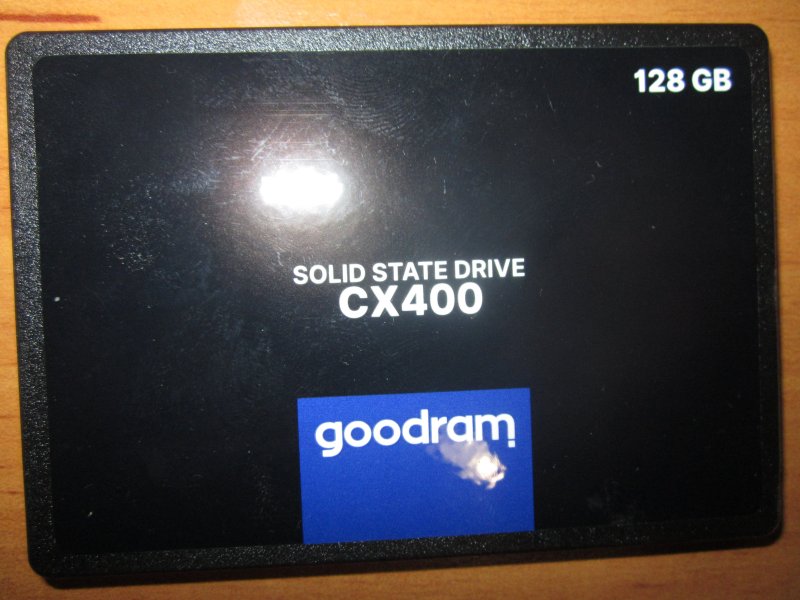 128 GB
SOLID STATE DRIVE
CX400
goodram